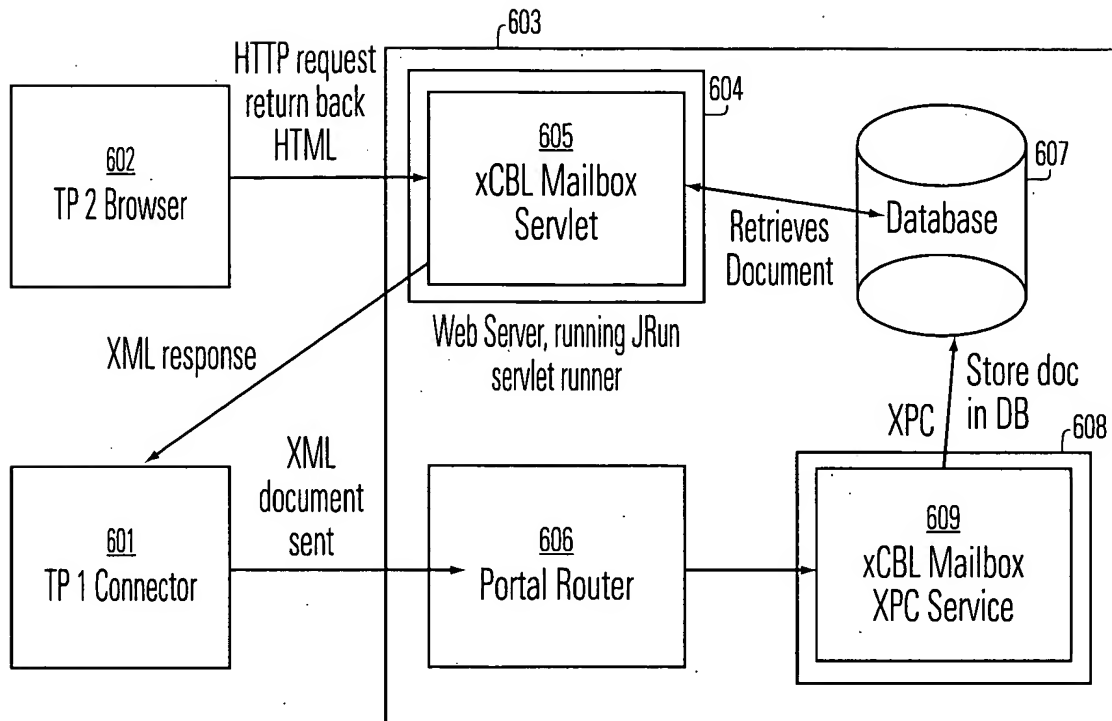 603
HTTP request
return back
HTML
604
602
TP 2 Browser
605
xCBL Mailbox
Servlet
607
Database
Retrieves
Document
Web Server, running JRun
servlet runner
XML response
Store doc
in DB
XPC
608
XML
document
sent
601
TP 1 Connector
606
Portal Router
609
xCBL Mailbox
XPC Service